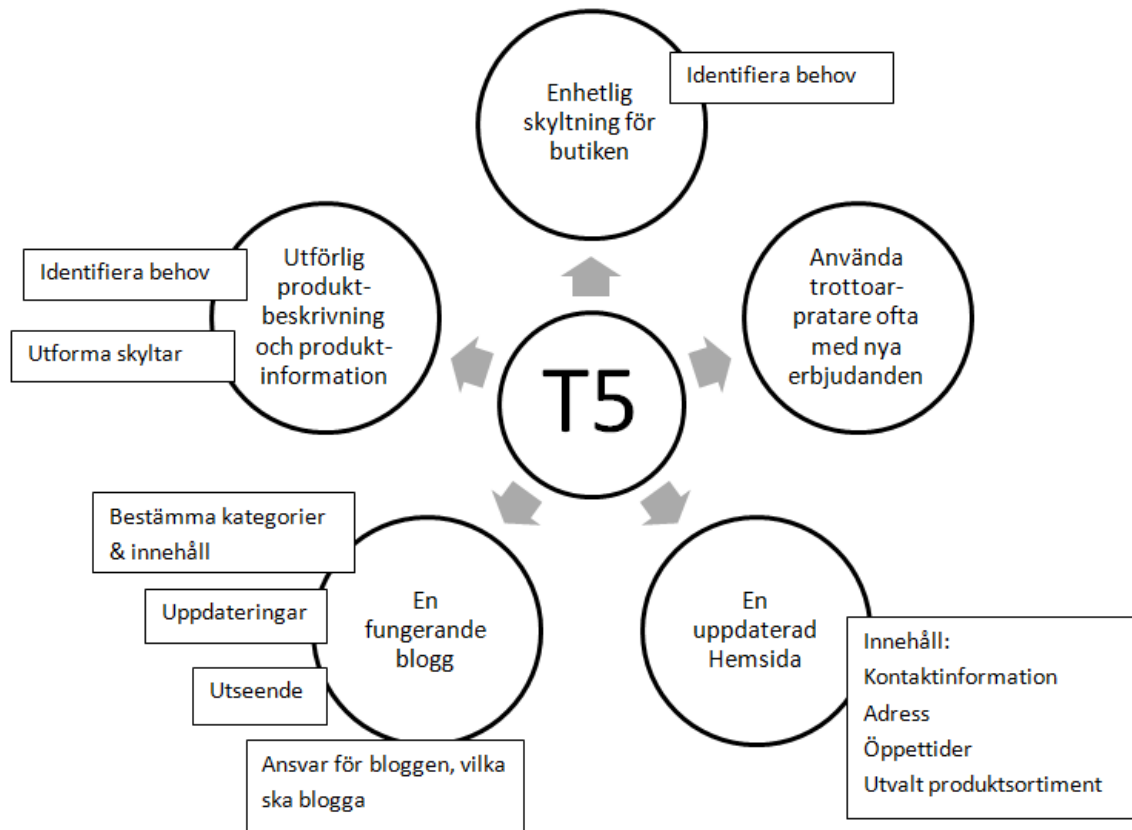 Identifiera behov
Enhetlig
skyltning för
butiken
Identifiera behov
Utforma skyltar
Utförlig
produkt-
beskrivning
och produkt-
information
Använda
trottoar-
pratare ofta
med nya
erbjudanden
T5
Bestämma kategorier
& innehåll
Uppdateringar
Utseende
Ansvar för bloggen, vilka
ska blogga
En
fungerande
blogg
En
uppdaterad
Hemsida
Innehåll:
Kontaktinformation
Adress
Öppettider
Utvalt produktsortiment